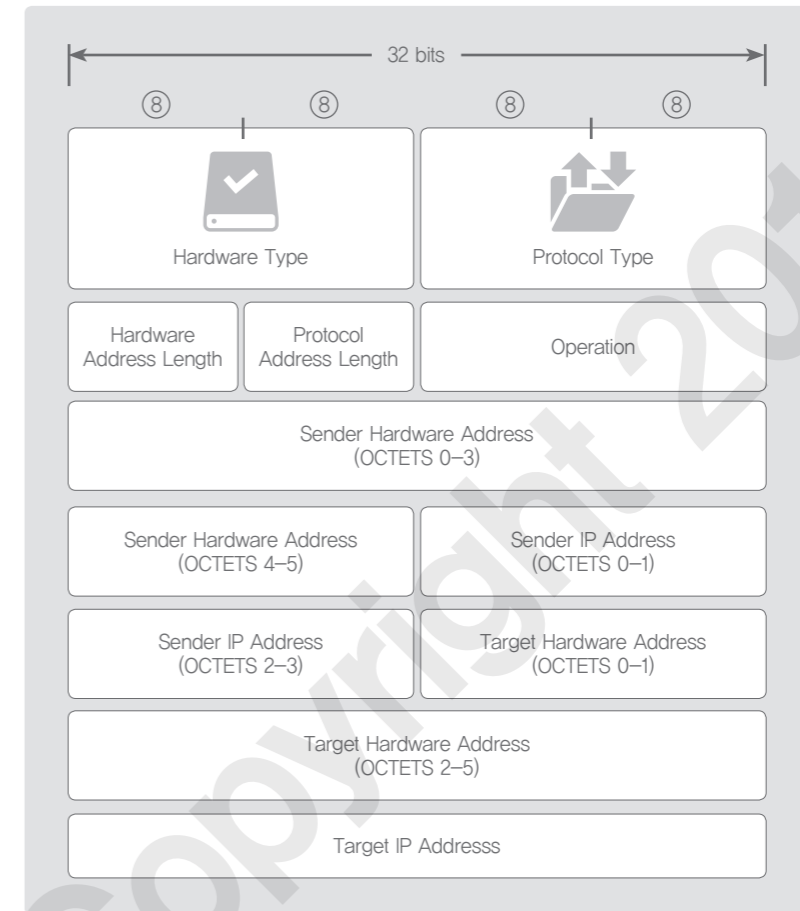 32 bits
⑧ ⑧ ⑧ ⑧
Hardware Type
Protocol Type
Hardware
Address Length
Protocol
Address Length
Operation
Sender Hardware Address
(OCTETS 0–3)
Sender Hardware Address
(OCTETS 4–5)
Sender IP Address
(OCTETS 0–1)
Sender IP Address
(OCTETS 2–3)
Target Hardware Address
(OCTETS 0–1)
Target Hardware Address
(OCTETS 2–5)
Target IP Addresss
Copyright 201